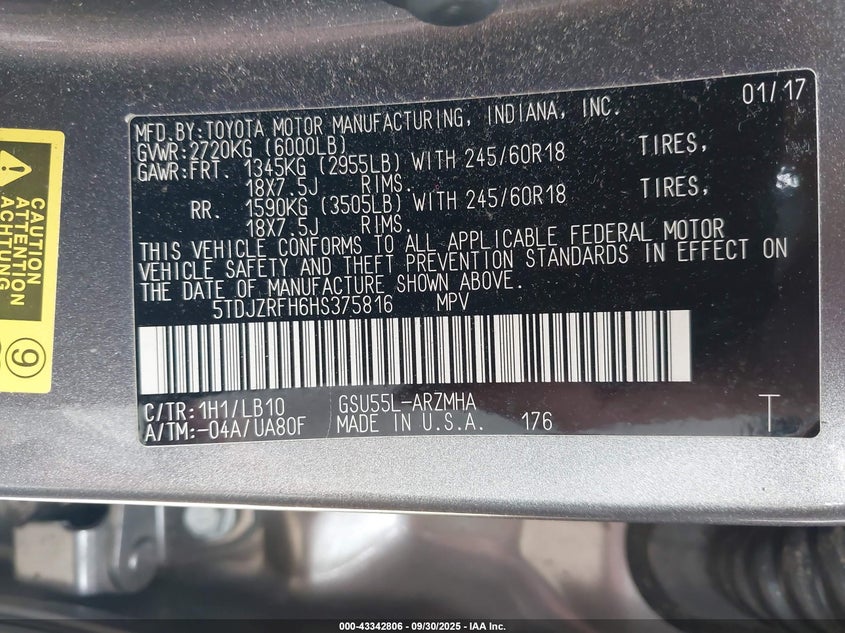 01/17
MFD.BY:TOYOTA MOTOR MANUFACTURING, INDIANA, INC.
GVWR:2720KG (6000LB)
GAWR:FRT. 1345KG (2955LB) WITH 245/60R18 TIRES,
18X7.5J RIMS.
RR. 1590KG (3505LB) WITH 245/60R18 TIRES,
18X7.5J RIMS.
THIS VEHICLE CONFORMS TO ALL APPLICABLE FEDERAL MOTOR
VEHICLE SAFETY AND THEFT PREVENTION STANDARDS IN EFFECT ON
THE DATE OF MANUFACTURE SHOWN ABOVE.
5TDJZRFH6HS375816 MPV
C/TR:1H1/LB10 GSU55L-ARZMHA
A/TM:-04A/UA80F MADE IN U.S.A. 176 T
CAUTION
ATTENTION
ACHTUNG
9
000-43342806 - 09/30/2025 - IAA Inc.